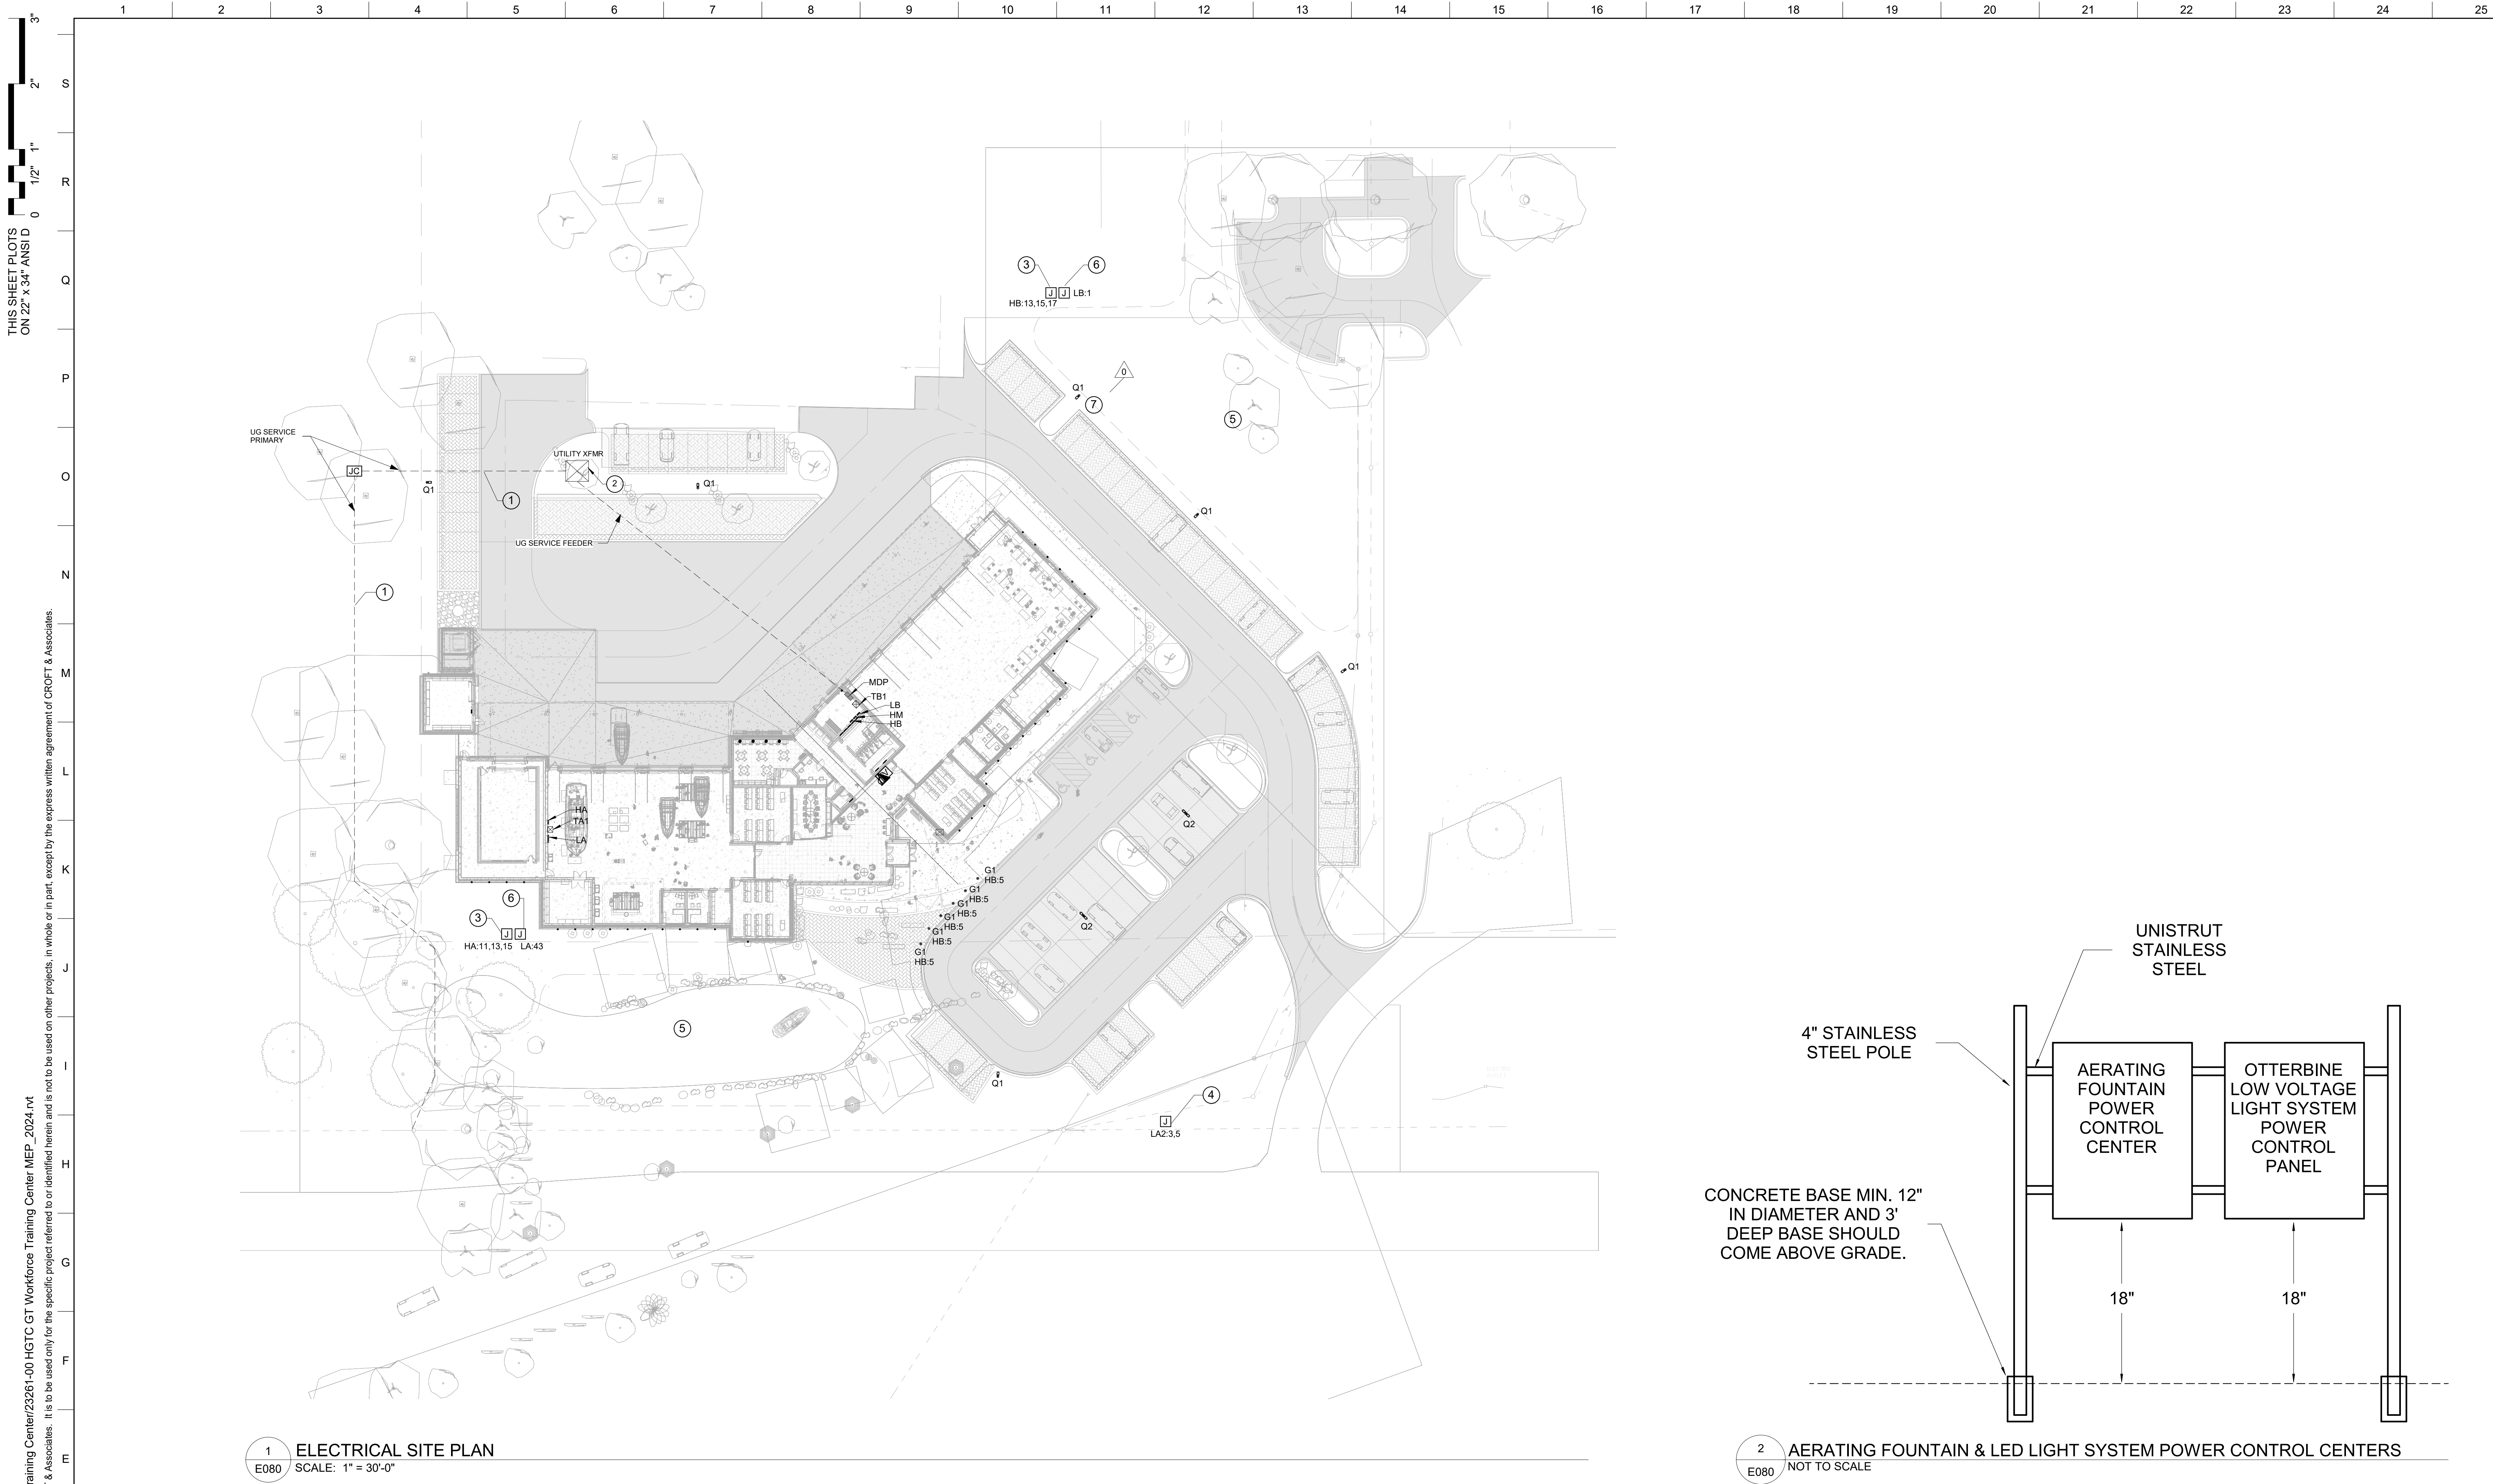 1 2 3 4 5 6 7 8 9 10 11 12 13 14 15 16 17 18 19 20 21 22 23 24 25
S
R
Q
P
O
N
M
L
K
J
I
H
G
F
E
3"
2"
1"
1/2"
0
THIS SHEET PLOTS
ON 22" x 34" ANSI D
raining Center/23261-00 HGTC GT Workforce Training Center MEP_2024.rvt
& Associates. It is to be used only for the specific project referred to or identified herein and is not to be used on other projects, in whole or in part, except by the express written agreement of CROFT & Associates.
3
6
J
J
LB:1
HB:13,15,17
0
Q1
7
5
UG SERVICE
PRIMARY
UTILITY XFMR
JC
2
Q1
Q1
1
Q1
UG SERVICE FEEDER
1
Q1
MDP
TB1
LB
HM
HB
HA
TA1
LA
Q2
G1
HB:5
G1
HB:5
G1
HB:5
G1
HB:5
G1
HB:5
G1
HB:5
Q2
6
3
J
J
HA:11,13,15
LA:43
5
Q1
4
J
LA2:3,5
UNISTRUT
STAINLESS
STEEL
4" STAINLESS
STEEL POLE
AERATING
FOUNTAIN
POWER
CONTROL
CENTER
OTTERBINE
LOW VOLTAGE
LIGHT SYSTEM
POWER
CONTROL
PANEL
CONCRETE BASE MIN. 12"
IN DIAMETER AND 3'
DEEP BASE SHOULD
COME ABOVE GRADE.
18"
18"
1
E080
ELECTRICAL SITE PLAN
SCALE: 1" = 30'-0"
2
E080
AERATING FOUNTAIN & LED LIGHT SYSTEM POWER CONTROL CENTERS
NOT TO SCALE